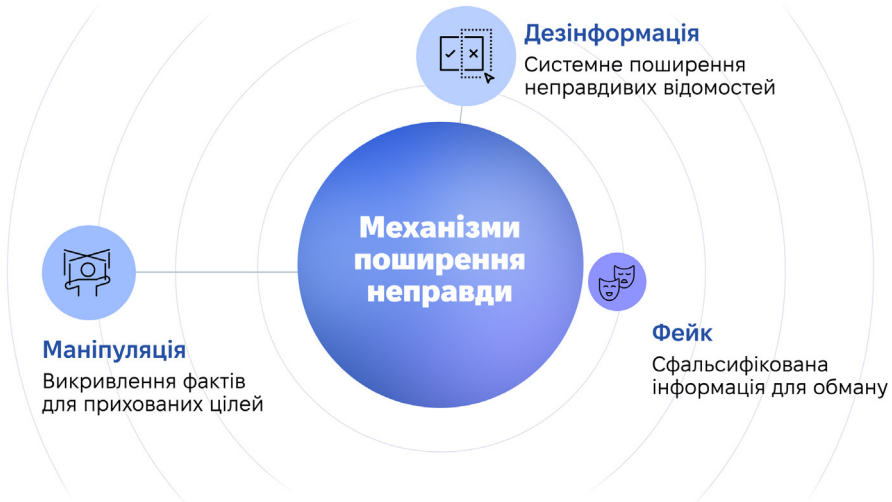 Дезінформація
Системне поширення
неправдивих відомостей
Механізми
поширення
неправди
Маніпуляція
Викривлення фактів
для прихованих цілей
Фейк
Сфальсифікована
інформація для обману